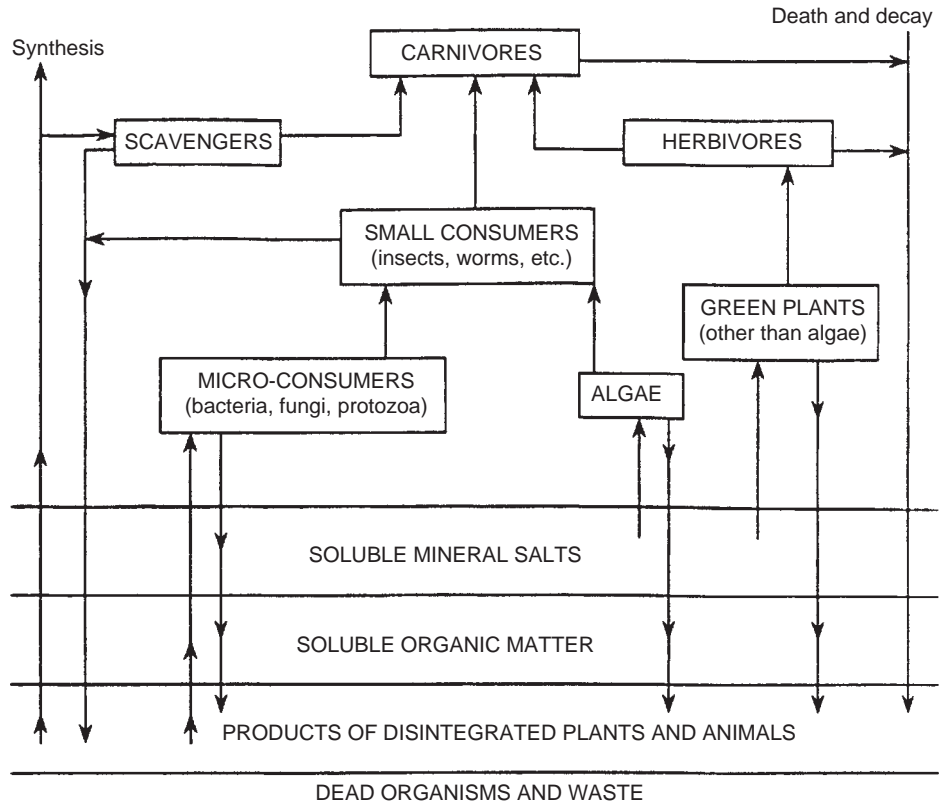 Death and decay
Synthesis
CARNIVORES
SCAVENGERS
HERBIVORES
SMALL CONSUMERS
(insects, worms, etc.)
GREEN PLANTS
(other than algae)
MICRO-CONSUMERS
(bacteria, fungi, protozoa)
ALGAE
SOLUBLE MINERAL SALTS
SOLUBLE ORGANIC MATTER
PRODUCTS OF DISINTEGRATED PLANTS AND ANIMALS
DEAD ORGANISMS AND WASTE